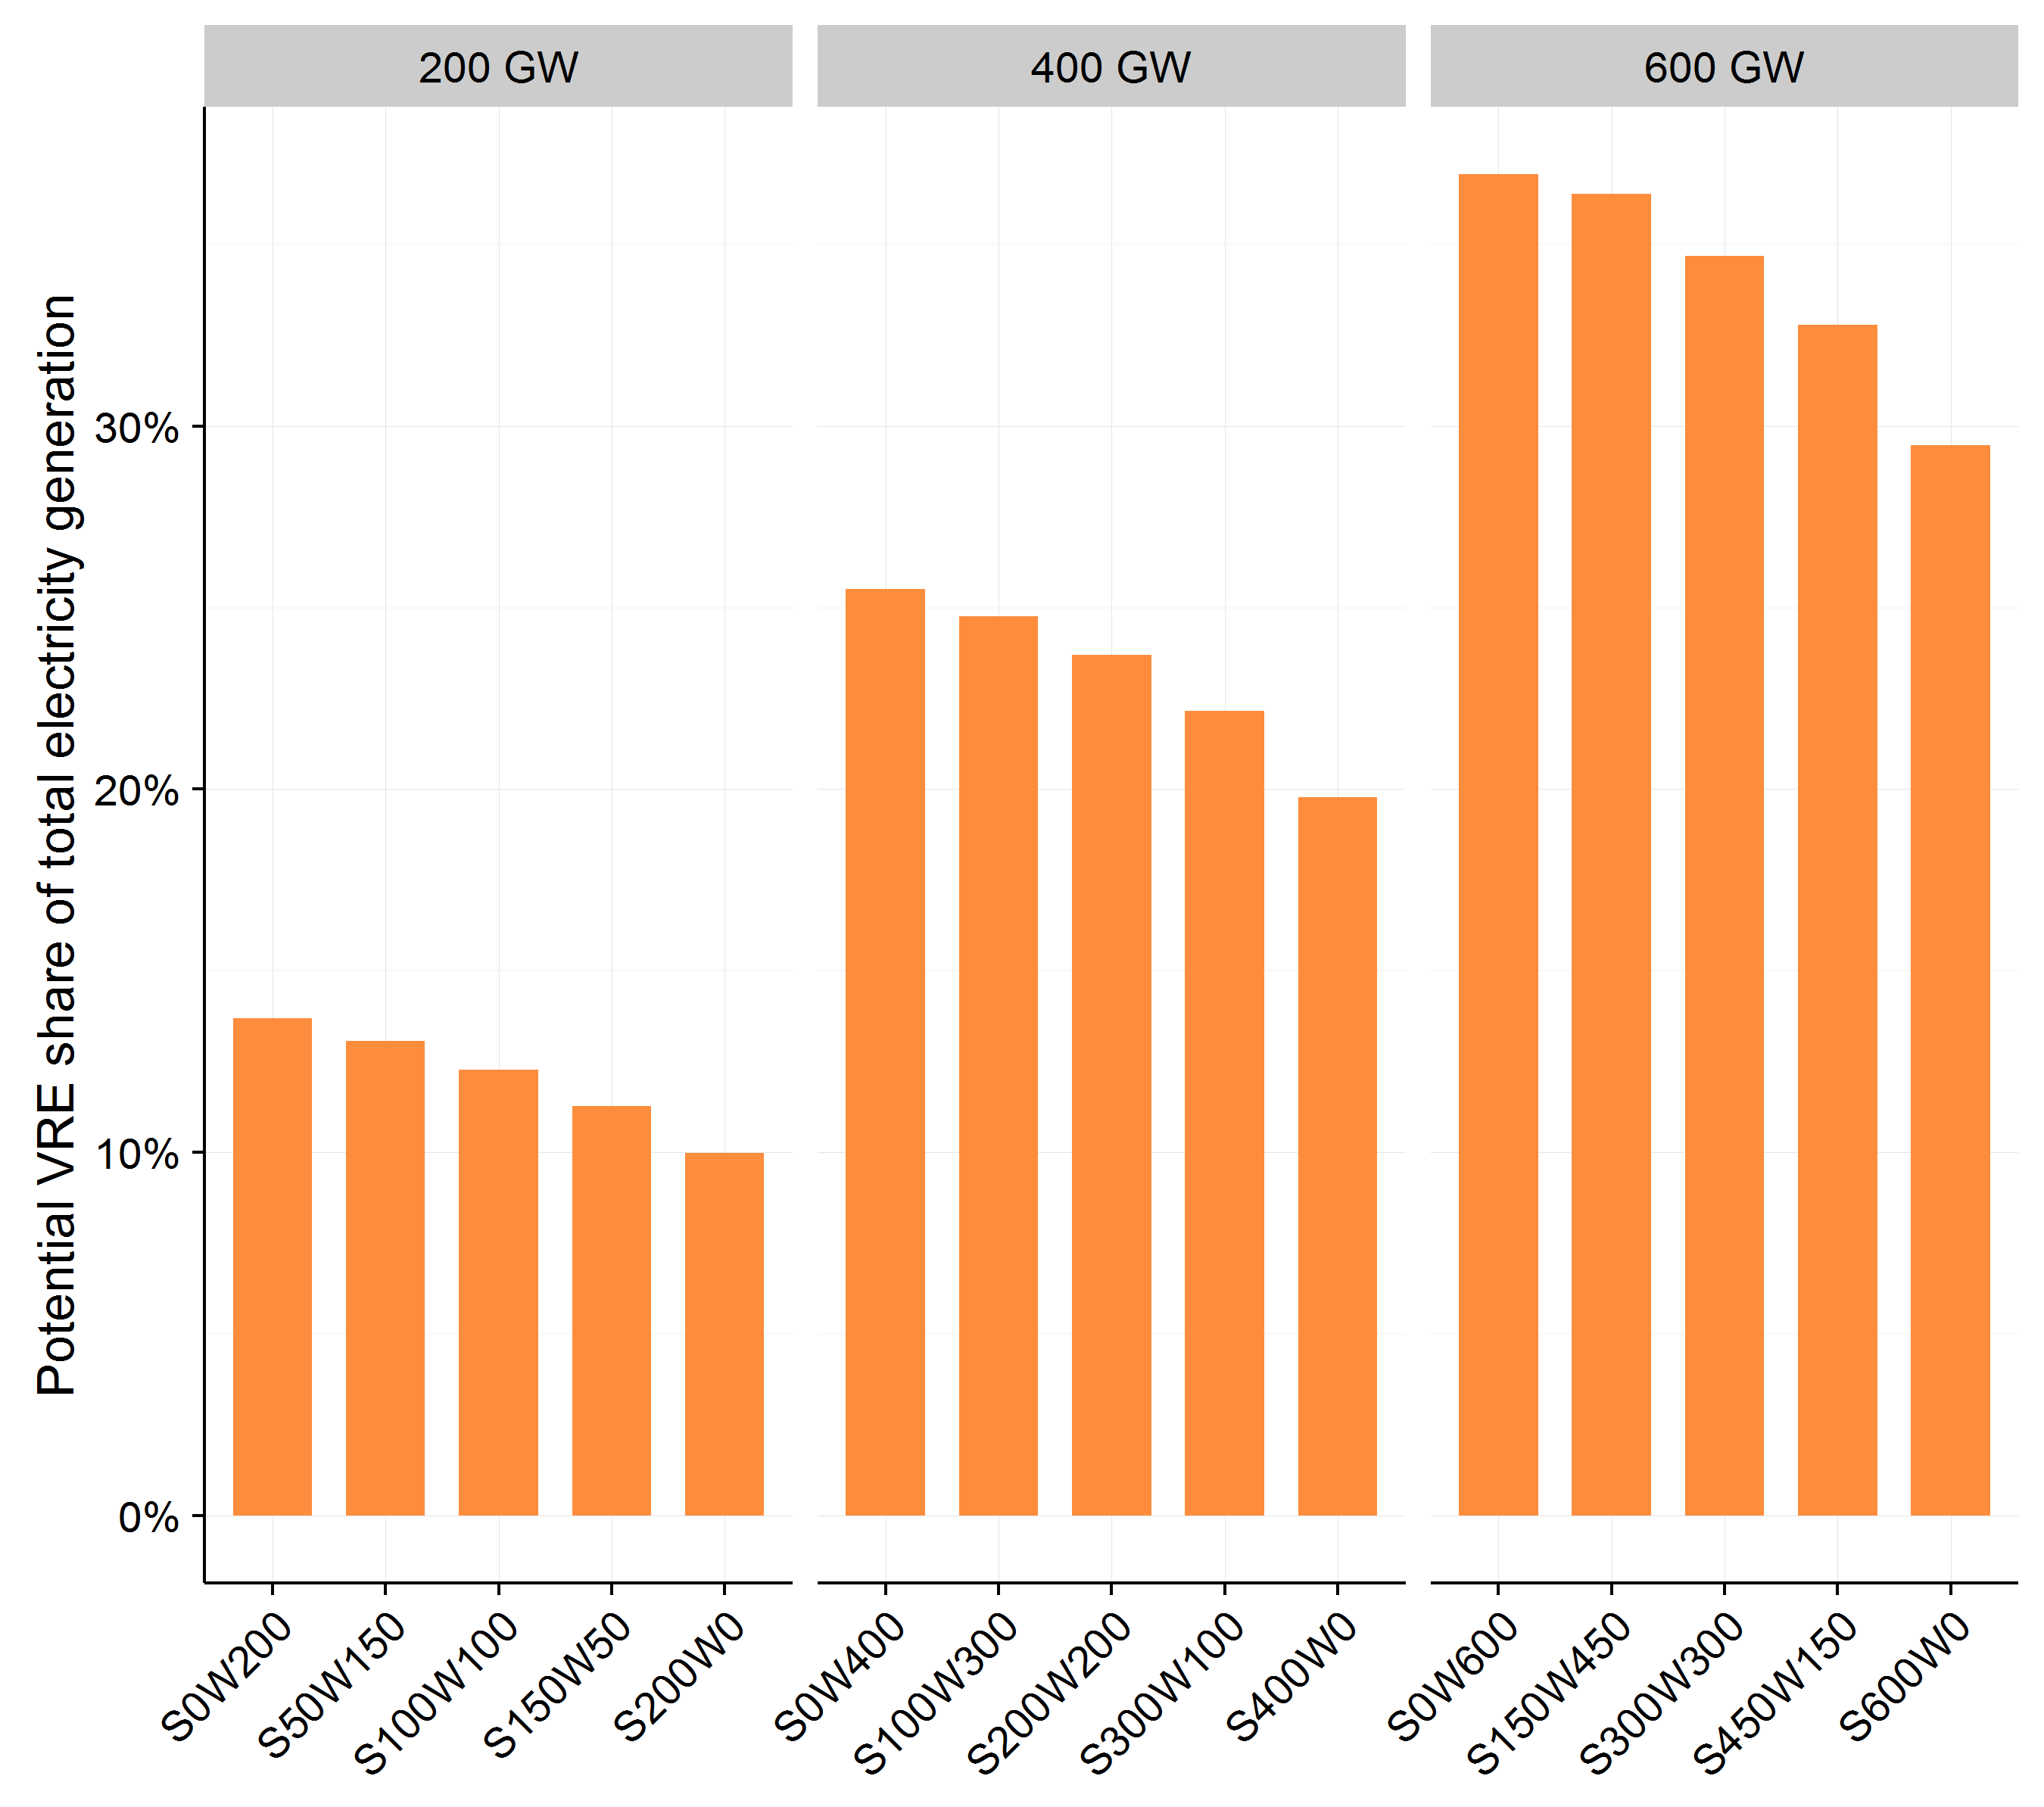 200 GW
400 GW
600 GW
Potential VRE share of total electricity generation
30%
20%
10%
0%
S0W200
S50W150
S100W100
S150W50
S200W0
S0W400
S100W300
S200W200
S300W100
S400W0
S0W600
S150W450
S300W300
S450W150
S600W0